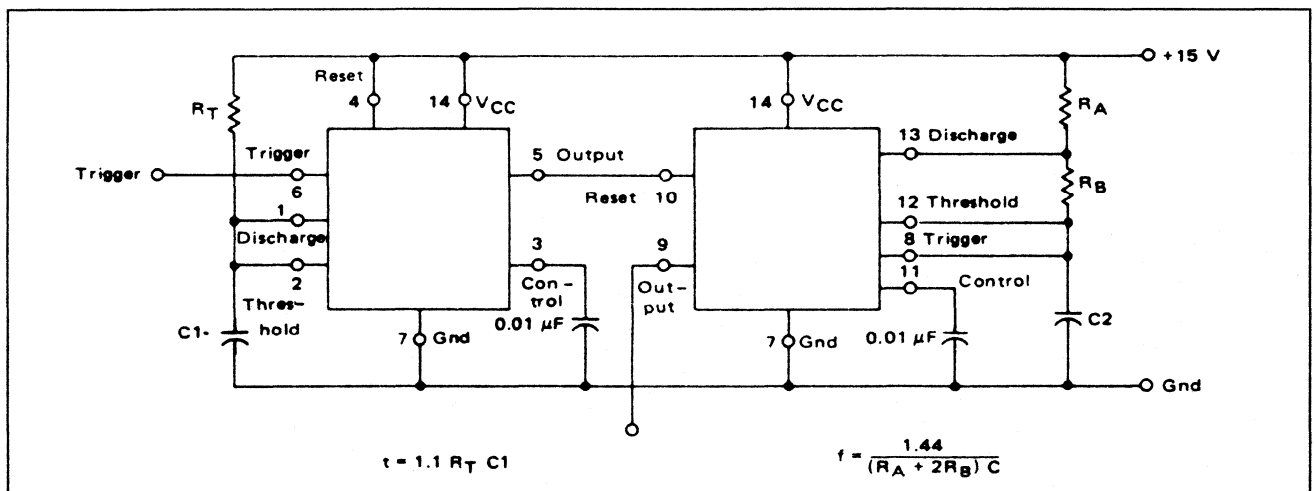 +15 V
Reset
4
14 VCC
14 VCC
RT
RA
13 Discharge
Trigger
5 Output
Trigger
6
Reset 10
RB
1
12 Threshold
Discharge
8 Trigger
3
9
11
2
Con-
trol
Out-
put
Control
Thres-
hold
C1-
0.01 μF
7 Gnd
7 Gnd
0.01 μF
C2
Gnd
t = 1.1 RT C1
f = 1.44
(RA + 2RB) C